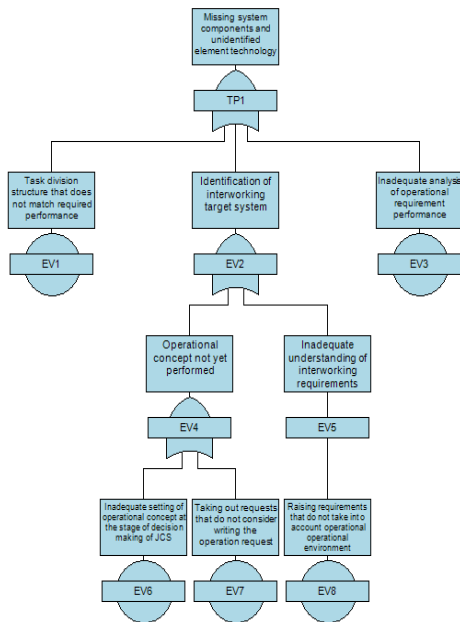 Missing system
components and
unidentified
element technology
TP1
Task division
structure that does
not match required
performance
Identification of
interworking
target system
Inadequate analysis
of operational
requirement
performance
EV1
EV2
EV3
Operational
concept not yet
performed
Inadequate
understanding of
interworking
requirements
EV4
EV5
Inadequate setting of
operational concept at
the stage of decision
making of JCS
Taking out requests
that do not consider
writing the
operation request
Raising requirements
that do not take into
account operational
operational
environment
EV6
EV7
EV8